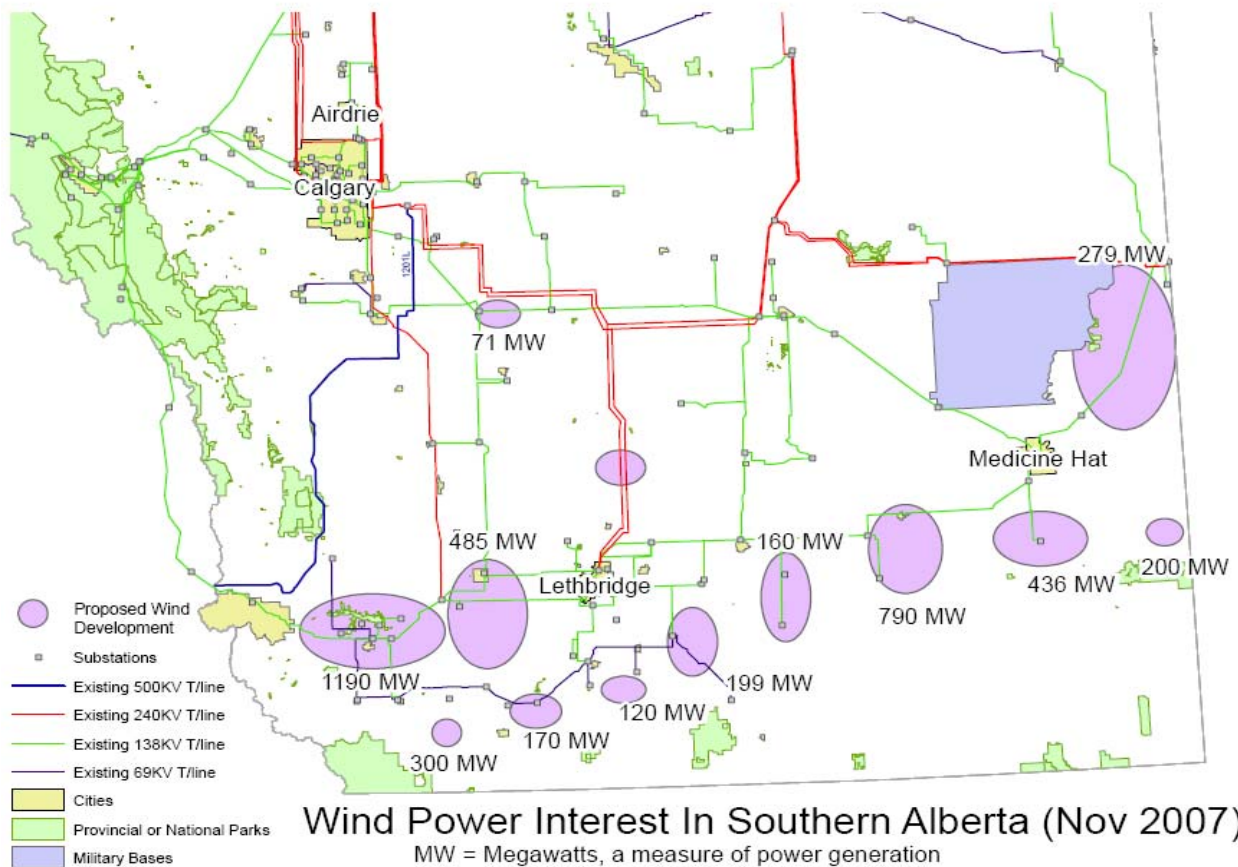 Airdrie
Calgary
1201L
279 MW
71 MW
Medicine Hat
485 MW
160 MW
Lethbridge
200 MW
436 MW
790 MW
1190 MW
199 MW
120 MW
170 MW
300 MW
Proposed Wind
Development
Substations
Existing 500KV T/line
Existing 240KV T/line
Existing 138KV T/line
Existing 69KV T/line
Cities
Provincial or National Parks
Military Bases
Wind Power Interest In Southern Alberta (Nov 2007)
MW = Megawatts, a measure of power generation